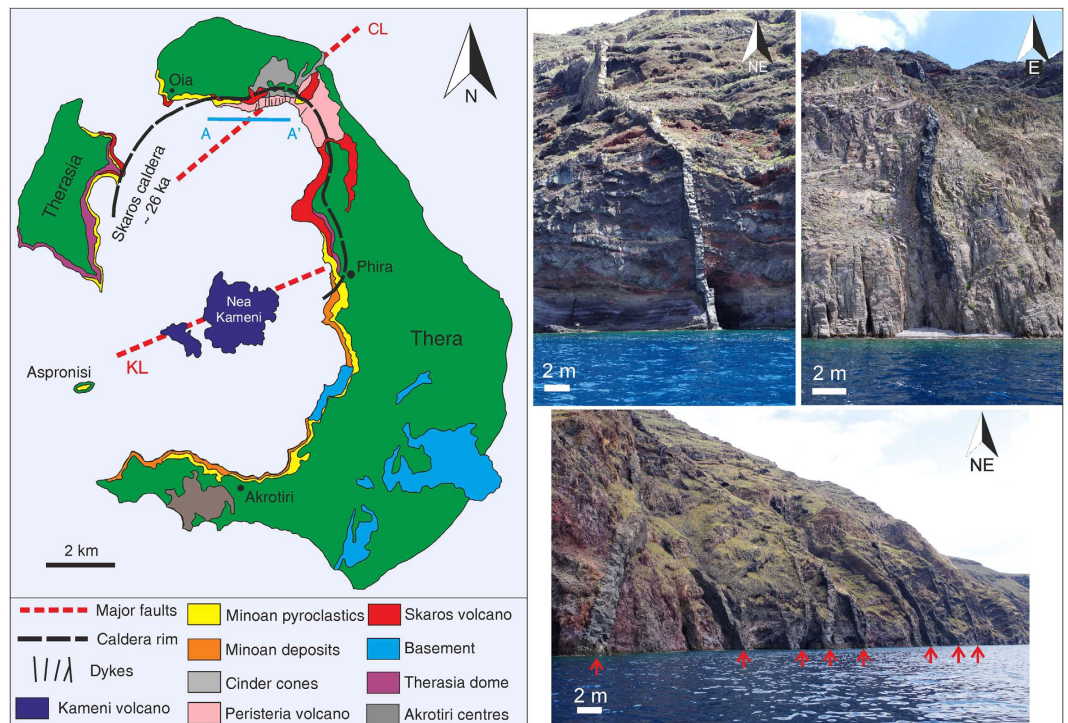 CL
Oia
N
A
A'
Skaros caldera
~ 26 ka
Therasia
Phira
Nea
Kameni
Thera
KL
Aspronisi
Akrotiri
2 km
Major faults
Caldera rim
Dykes
Kameni volcano
Minoan pyroclastics
Minoan deposits
Cinder cones
Peristeria volcano
Skaros volcano
Basement
Therasia dome
Akrotiri centres
NE
2 m
E
2 m
NE
2 m